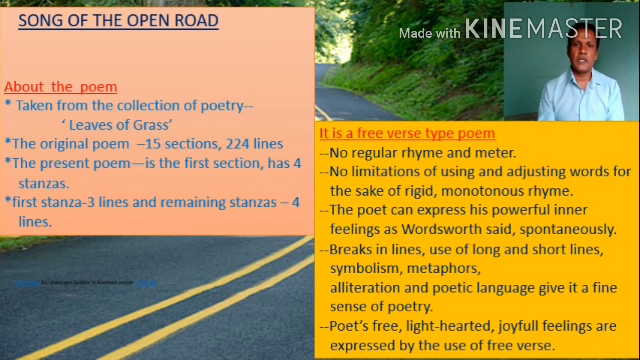 SONG OF THE OPEN ROAD
Made with KINEMASTER
About the poem
* Taken from the collection of poetry--
‘ Leaves of Grass’
*The original poem –15 sections, 224 lines
*The present poem—is the first section, has 4
stanzas.
*first stanza-3 lines and remaining stanzas – 4
lines.
It is a free verse type poem
--No regular rhyme and meter.
--No limitations of using and adjusting words for
the sake of rigid, monotonous rhyme.
--The poet can express his powerful inner
feelings as Wordsworth said, spontaneously.
--Breaks in lines, use of long and short lines,
symbolism, metaphors,
alliteration and poetic language give it a fine
sense of poetry.
--Poet’s free, light-hearted, joyfull feelings are
expressed by the use of free verse.